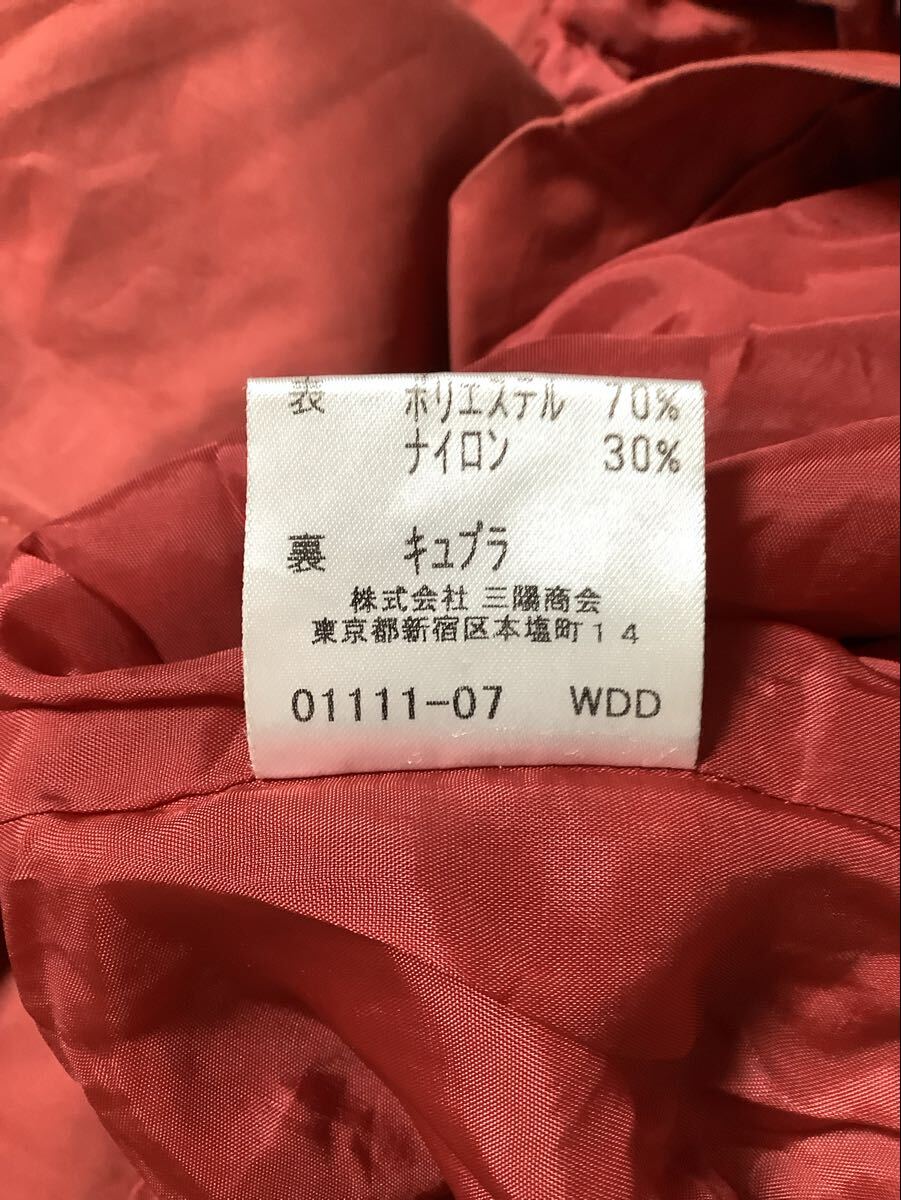 表 ポリエステル 70%
ナイロン 30%
裏 キュプラ
株式会社 三陽商会
東京都新宿区本塩町14
01111-07 WDD